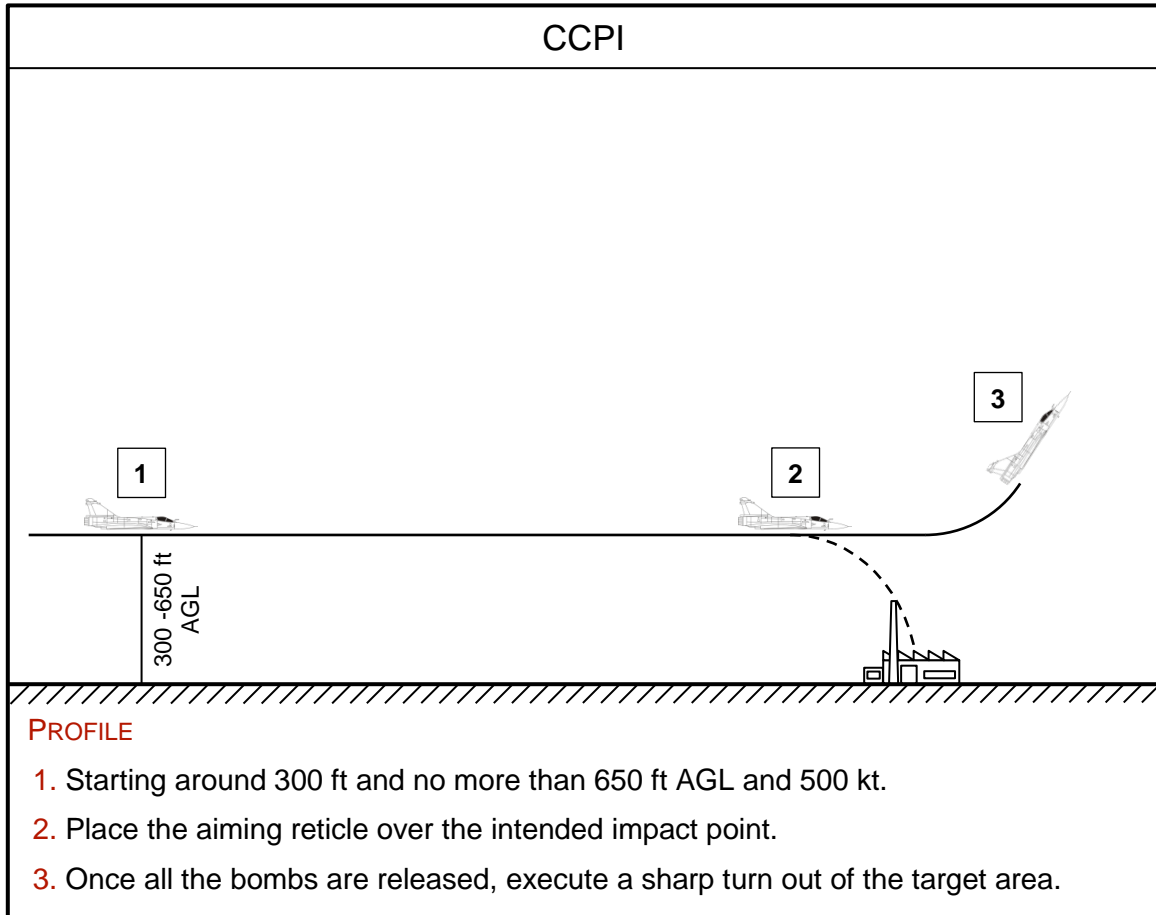 CCPI
3
1
2
300 -650 ft
AGL
PROFILE
1. Starting around 300 ft and no more than 650 ft AGL and 500 kt.
2. Place the aiming reticle over the intended impact point.
3. Once all the bombs are released, execute a sharp turn out of the target area.